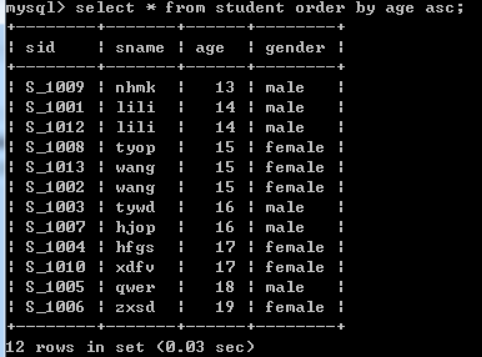 mysql> select * from student order by age asc;
+--------+-------+------+--------+
| sid    | sname | age  | gender |
+--------+-------+------+--------+
| S_1009 | nhmk  |   13 | male   |
| S_1001 | lili  |   14 | male   |
| S_1012 | lili  |   14 | male   |
| S_1008 | tyop  |   15 | female |
| S_1013 | wang  |   15 | female |
| S_1002 | wang  |   15 | female |
| S_1003 | tywd  |   16 | male   |
| S_1007 | hjop  |   16 | male   |
| S_1004 | hfgs  |   17 | female |
| S_1010 | xdfv  |   17 | female |
| S_1005 | qwer  |   18 | male   |
| S_1006 | zxsd  |   19 | female |
+--------+-------+------+--------+
12 rows in set (0.03 sec)